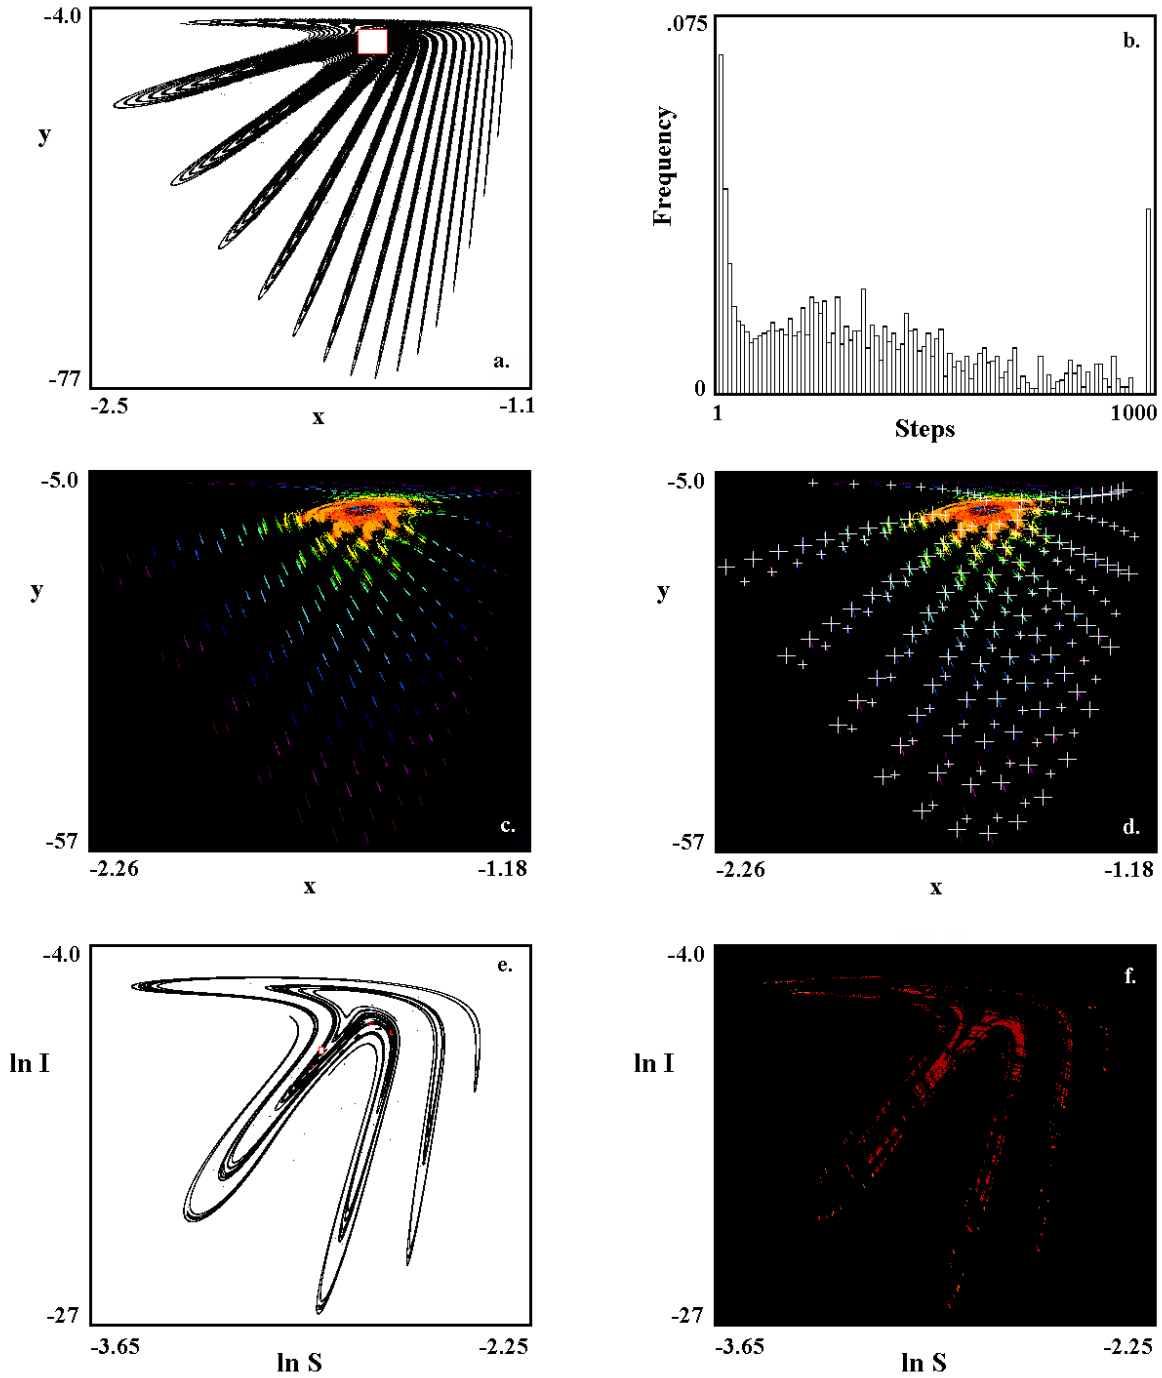 -4.0
y
a.
-77
-2.5
-1.1
x
.075
b.
Frequency
0
1
1000
Steps
-5.0
y
c.
-57
-2.26
-1.18
x
-5.0
y
d.
-57
-2.26
-1.18
x
-4.0
e.
ln I
-27
-3.65
-2.25
ln S
-4.0
f.
ln I
-27
-3.65
-2.25
ln S